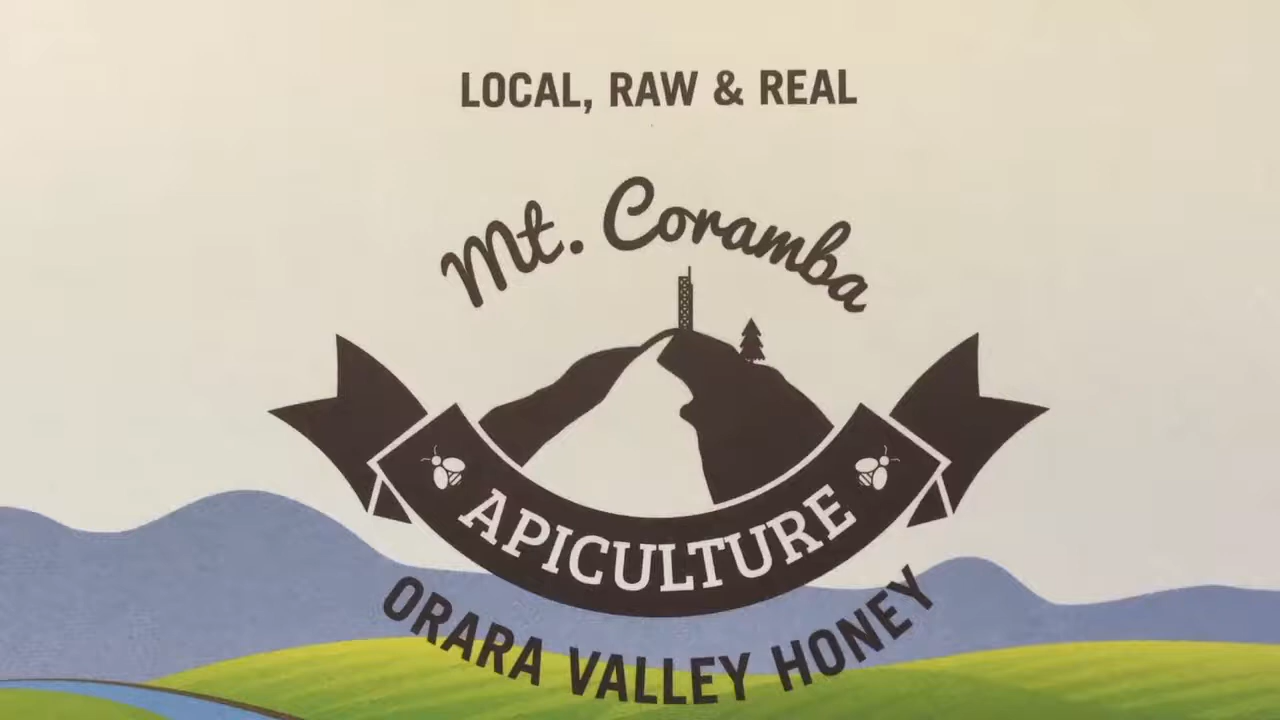 LOCAL, RAW & REAL
Mt. Coramba
APICULTURE
ORARA VALLEY HONEY